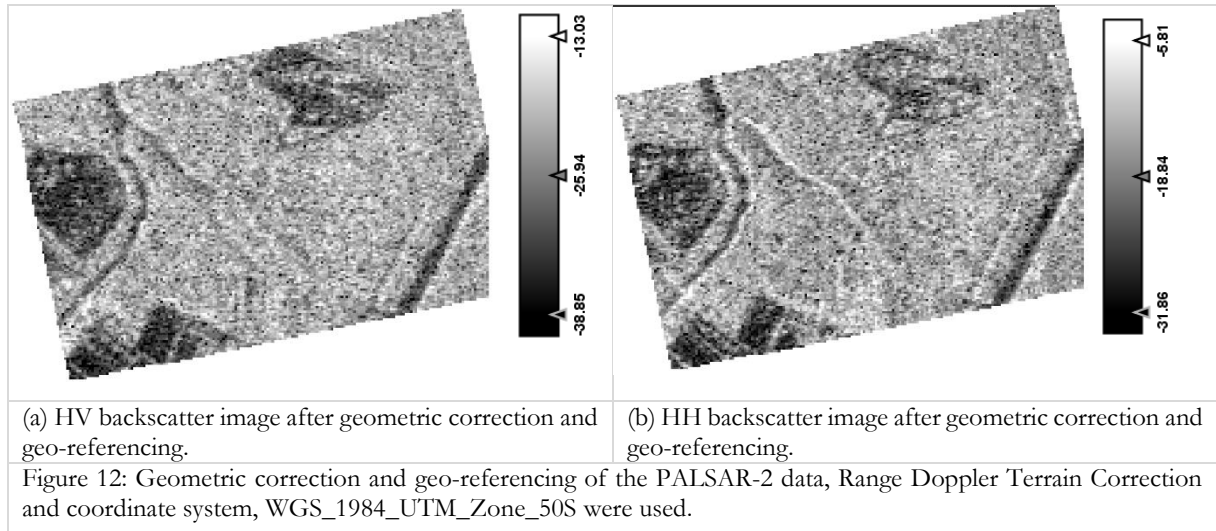 -13.03
-25.94
-38.85
-5.81
-18.84
-31.86
(a) HV backscatter image after geometric correction and
geo-referencing.
(b) HH backscatter image after geometric correction and
geo-referencing.
Figure 12: Geometric correction and geo-referencing of the PALSAR-2 data, Range Doppler Terrain Correction
and coordinate system, WGS_1984_UTM_Zone_50S were used.